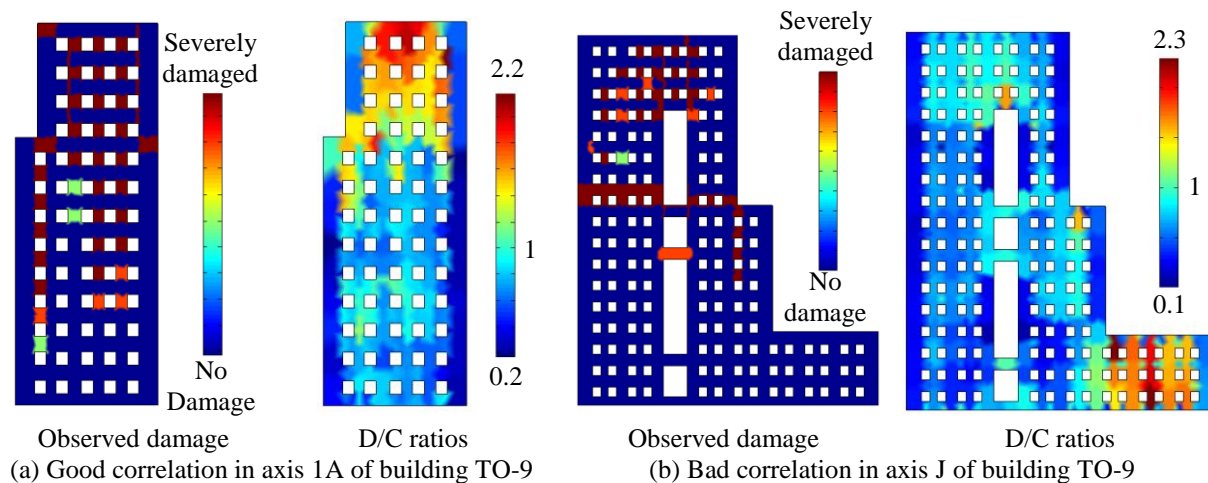 Severely
damaged
No
Damage
2.2
1
0.2
Severely
damaged
No
damage
2.3
1
0.1
Observed damage
D/C ratios
Observed damage
D/C ratios
(a) Good correlation in axis 1A of building TO-9
(b) Bad correlation in axis J of building TO-9